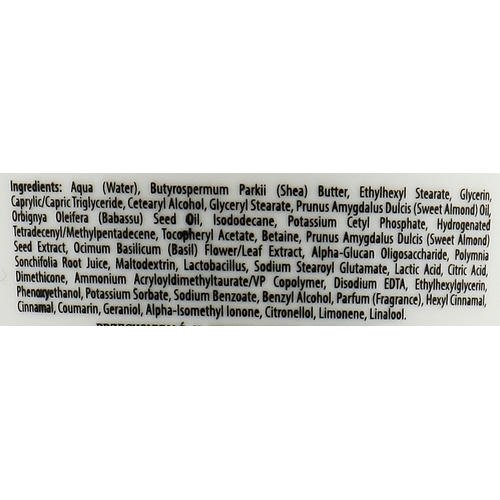 Ingredients: Aqua (Water), Butyrospermum Parkii (Shea) Butter, Ethylhexyl Stearate, Glycerin,
Caprylic/Capric Triglyceride, Cetearyl Alcohol, Glyceryl Stearate, Prunus Amygdalus Dulcis (Sweet Almond) Oil,
Orbignya Oleifera (Babassu) Seed Oil, Isododecane, Potassium Cetyl Phosphate, Hydrogenated
Tetradecenyl/Methylpentadecene, Tocopheryl Acetate, Betaine, Prunus Amygdalus Dulcis (Sweet Almond)
Seed Extract, Ocimum Basilicum (Basil) Flower/Leaf Extract, Alpha-Glucan Oligosaccharide, Polymnia
Sonchifolia Root Juice, Maltodextrin, Lactobacillus, Sodium Stearoyl Glutamate, Lactic Acid, Citric Acid,
Dimethicone, Ammonium Acryloyldimethyltaurate/VP Copolymer, Disodium EDTA, Ethylhexylglycerin,
Phenoxyethanol, Potassium Sorbate, Sodium Benzoate, Benzyl Alcohol, Parfum (Fragrance), Hexyl Cinnamal,
Cinnamal, Coumarin, Geraniol, Alpha-Isomethyl Ionone, Citronellol, Limonene, Linalool.